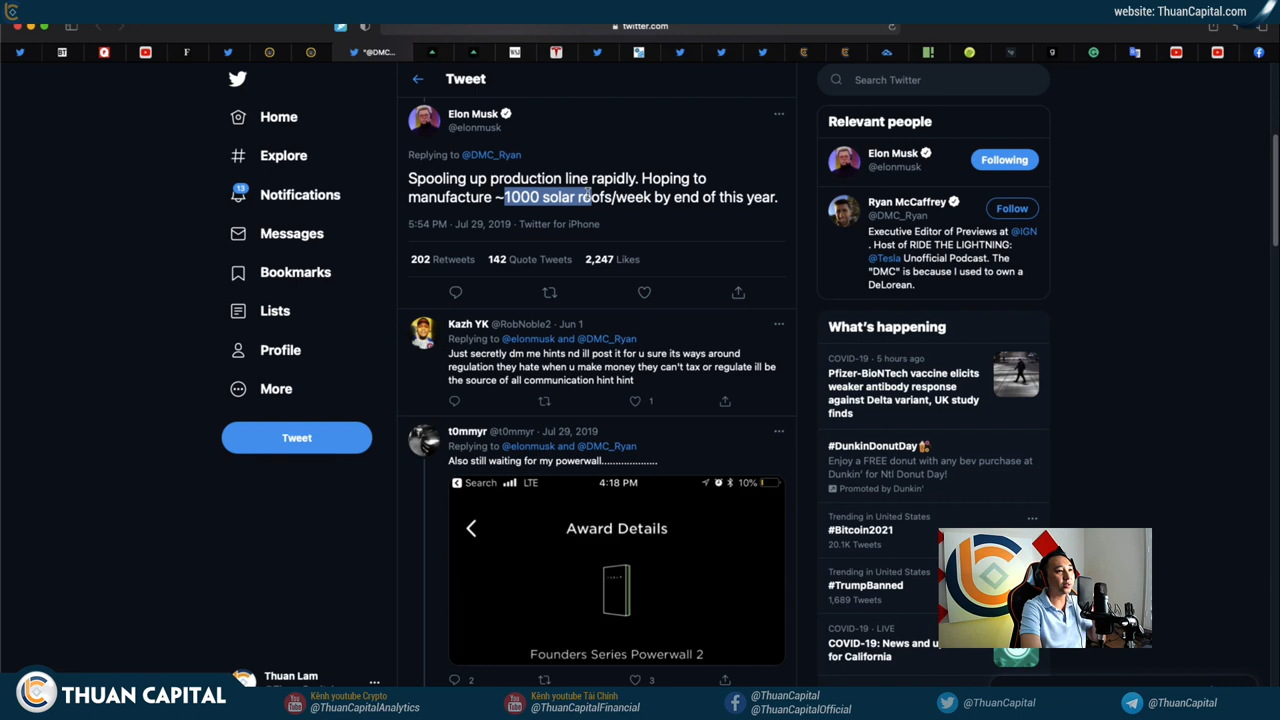 website: ThuanCapital.com
twitter.com
"@DMC...
Home
Explore
13
Notifications
Messages
Bookmarks
Lists
Profile
More
Tweet
Thuan Lam
Tweet
Elon Musk
@elonmusk
Replying to @DMC_Ryan
Spooling up production line rapidly. Hoping to
manufacture ~1000 solar roofs/week by end of this year.
5:54 PM · Jul 29, 2019 · Twitter for iPhone
202 Retweets 142 Quote Tweets 2,247 Likes
Kazh YK @RobNoble2 · Jun 1
Replying to @elonmusk and @DMC_Ryan
Just secretly dm me hints nd ill post it for u sure its ways around
regulation they hate when u make money they can't tax or regulate ill be
the source of all communication hint hint
1
t0mmyr @t0mmyr · Jul 29, 2019
Replying to @elonmusk and @DMC_Ryan
Also still waiting for my powerwall...................
Search LTE 4:18 PM 10%
Award Details
Founders Series Powerwall 2
2 3
Search Twitter
Relevant people
Elon Musk
@elonmusk
Following
Ryan McCaffrey
@DMC_Ryan
Follow
Executive Editor of Previews at @IGN
. Host of RIDE THE LIGHTNING:
@Tesla Unofficial Podcast. The
"DMC" is because I used to own a
DeLorean.
What's happening
COVID-19 · 5 hours ago
Pfizer-BioNTech vaccine elicits
weaker antibody response
against Delta variant, UK study
finds
#DunkinDonutDay
Enjoy a FREE donut with any bev purchase at
Dunkin' for Ntl Donut Day!
Promoted by Dunkin'
Trending in United States
#Bitcoin2021
20.1K Tweets
Trending in United States
#TrumpBanned
1,689 Tweets
COVID-19 · LIVE
COVID-19: News and u
for California
THUAN CAPITAL
Kênh youtube Crypto
@ThuanCapitalAnalytics
Kênh youtube Tài Chính
@ThuanCapitalFinancial
@ThuanCapital
@ThuanCapitalOfficial
@ThuanCapital
@ThuanCapital